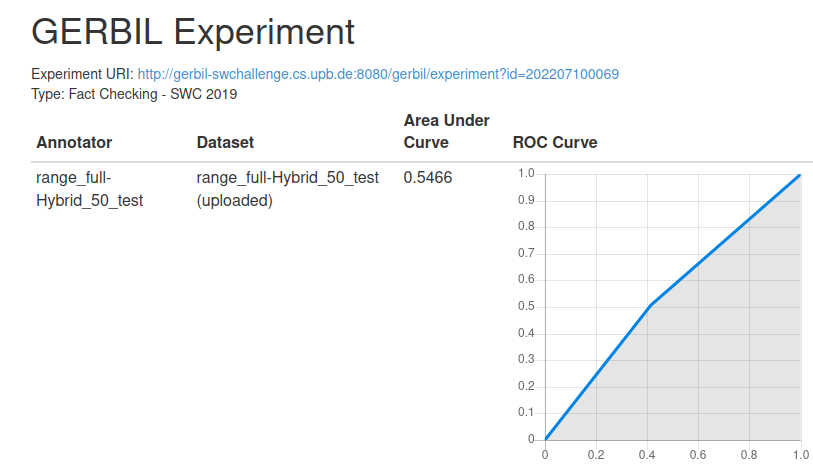 GERBIL Experiment
Experiment URI: http://gerbil-swchallenge.cs.upb.de:8080/gerbil/experiment?id=202207100069
Type: Fact Checking - SWC 2019
Annotator Dataset Area Under Curve ROC Curve
range_full-Hybrid_50_test range_full-Hybrid_50_test (uploaded) 0.5466
1.0
0.9
0.8
0.7
0.6
0.5
0.4
0.3
0.2
0.1
0
0 0.2 0.4 0.6 0.8 1.0